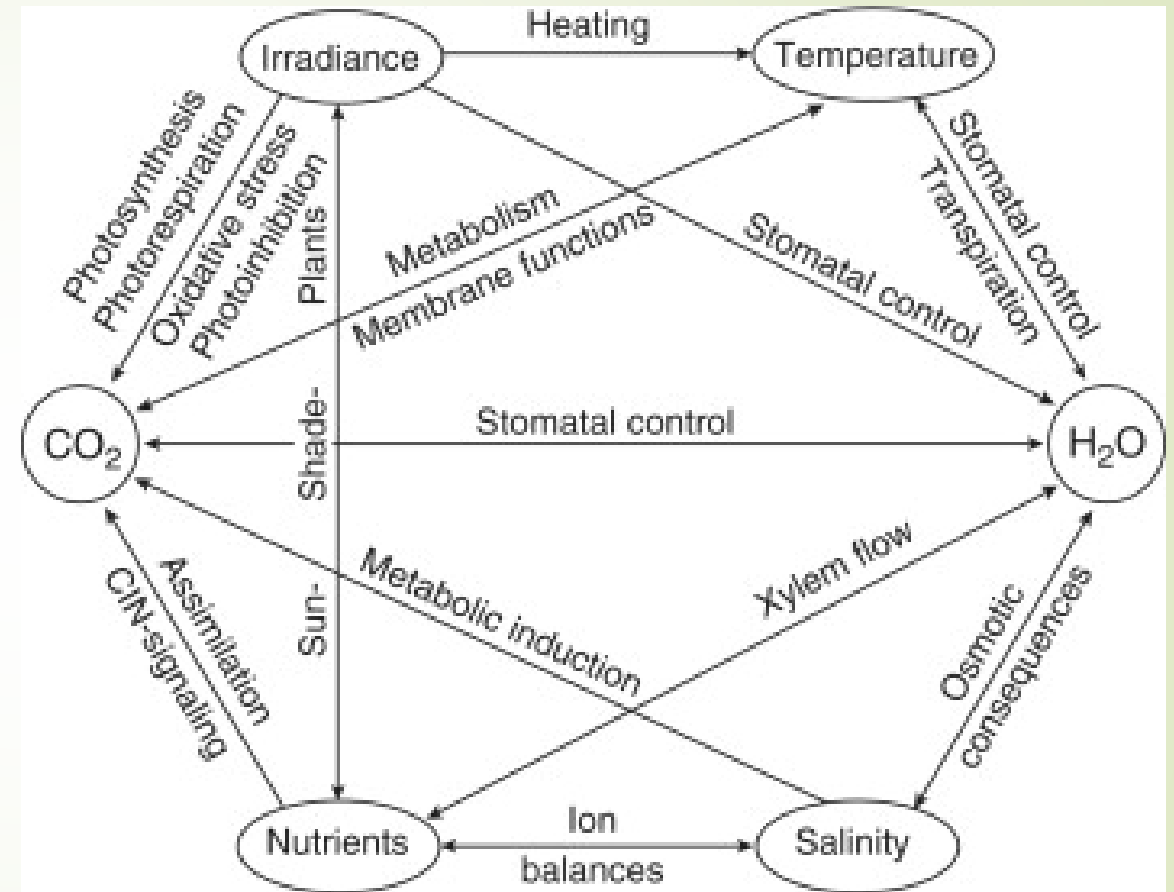 Heating
Irradiance
Temperature
Photosynthesis
Photorespiration
Oxidative stress
Photoinhibition
Sun- Shade- Plants
Metabolism
Membrane functions
Stomatal control
Stomatal control
Transpiration
CO₂
Stomatal control
H₂O
Assimilation
CIN-signaling
Metabolic induction
Xylem flow
Osmotic
consequences
Nutrients
Ion
balances
Salinity